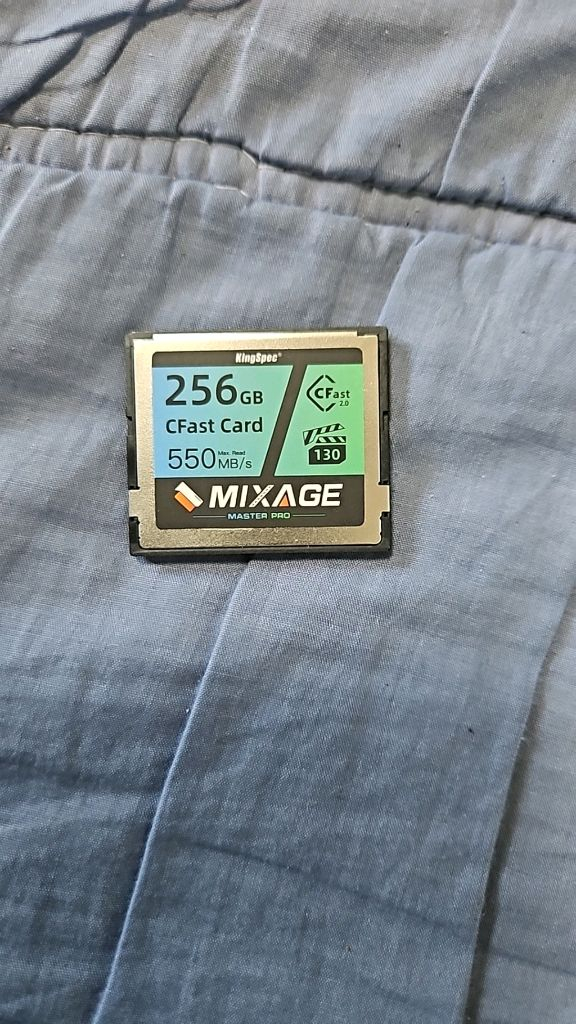 KingSpec®
256GB
CFast Card
550 Max. Read MB/s
CFast 2.0
130
MIXAGE
MASTER PRO